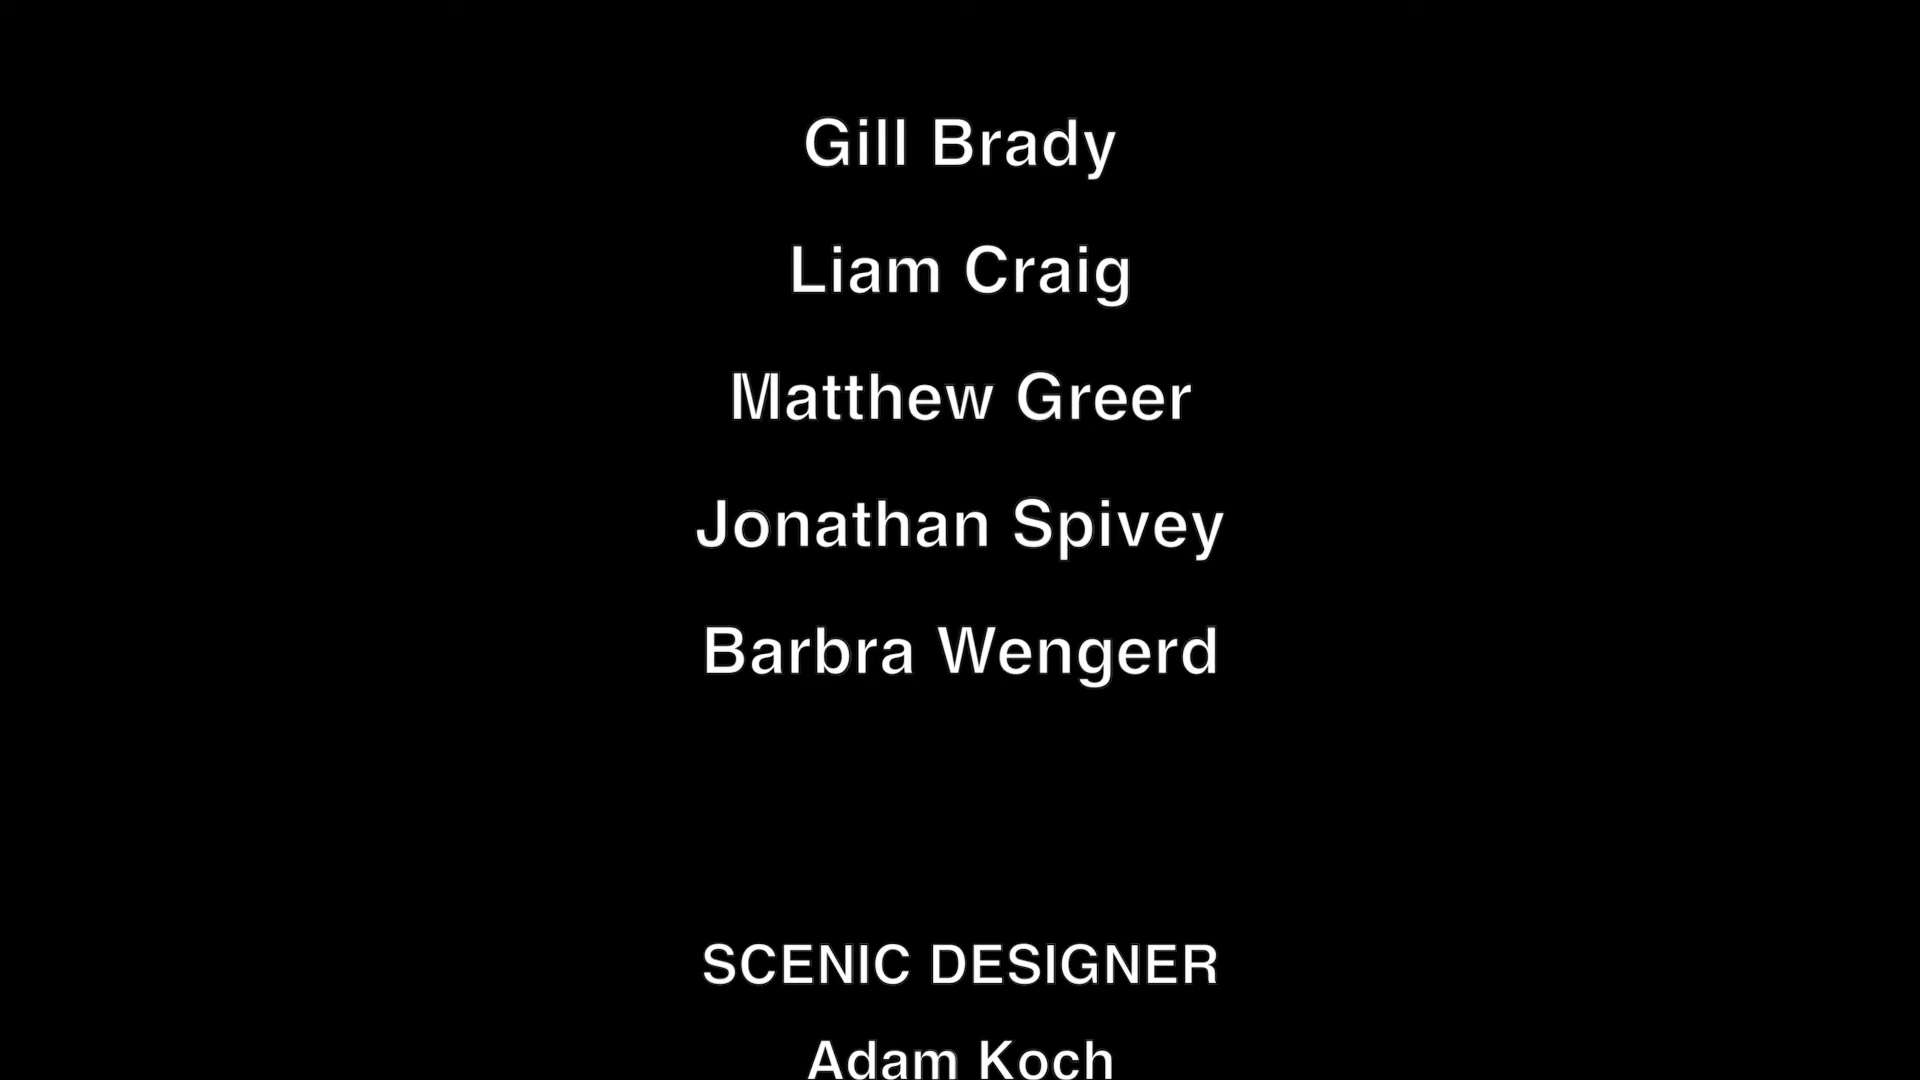 Gill Brady
Liam Craig
Matthew Greer
Jonathan Spivey
Barbra Wengerd
SCENIC DESIGNER
Adam Koch